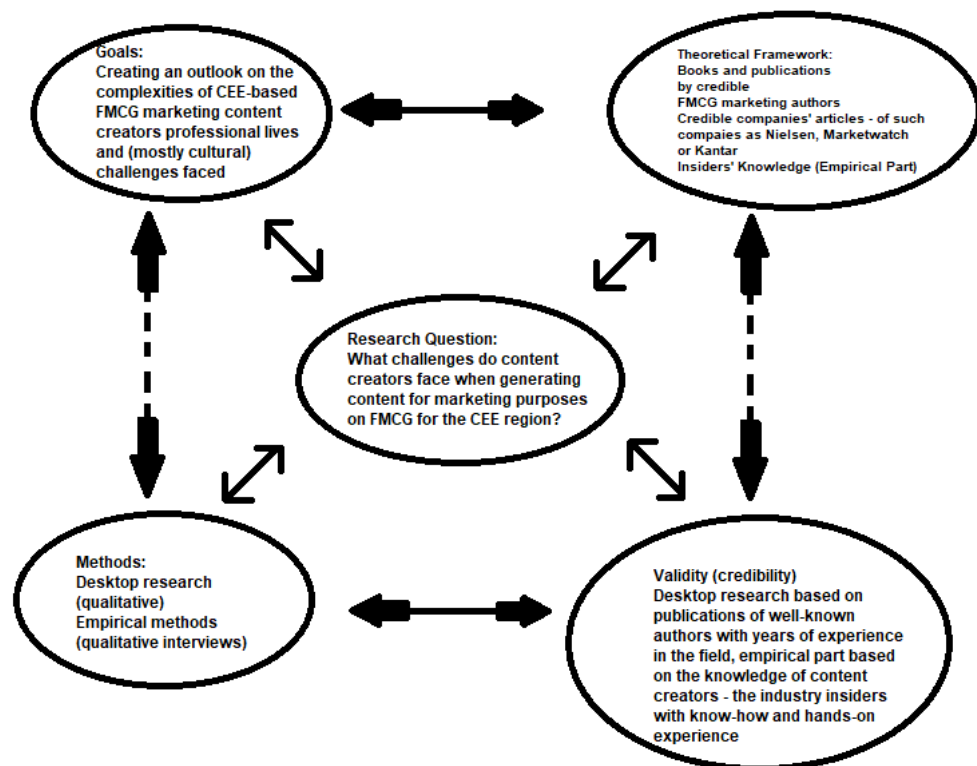 Goals:
Creating an outlook on the
complexities of CEE-based
FMCG marketing content
creators professional lives
and (mostly cultural)
challenges faced
Theoretical Framework:
Books and publications
by credible
FMCG marketing authors
Credible companies' articles - of such
compaies as Nielsen, Marketwatch
or Kantar
Insiders' Knowledge (Empirical Part)
Research Question:
What challenges do content
creators face when generating
content for marketing purposes
on FMCG for the CEE region?
Methods:
Desktop research
(qualitative)
Empirical methods
(qualitative interviews)
Validity (credibility)
Desktop research based on
publications of well-known
authors with years of experience
in the field, empirical part based
on the knowledge of content
creators - the industry insiders
with know-how and hands-on
experience